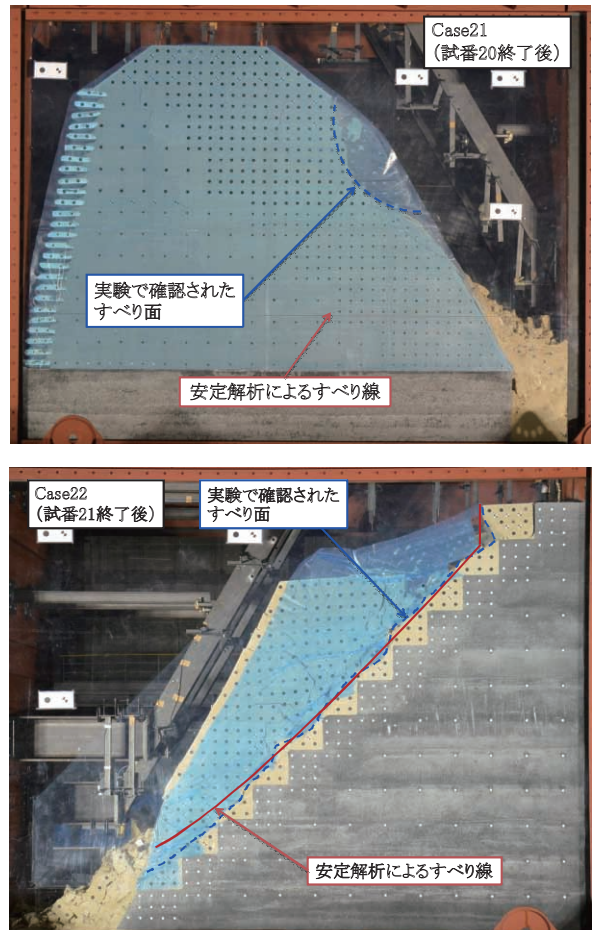 Case21
（試番20終了後）
実験で確認された
すべり面
安定解析によるすべり線
Case22
（試番21終了後）
実験で確認された
すべり面
安定解析によるすべり線